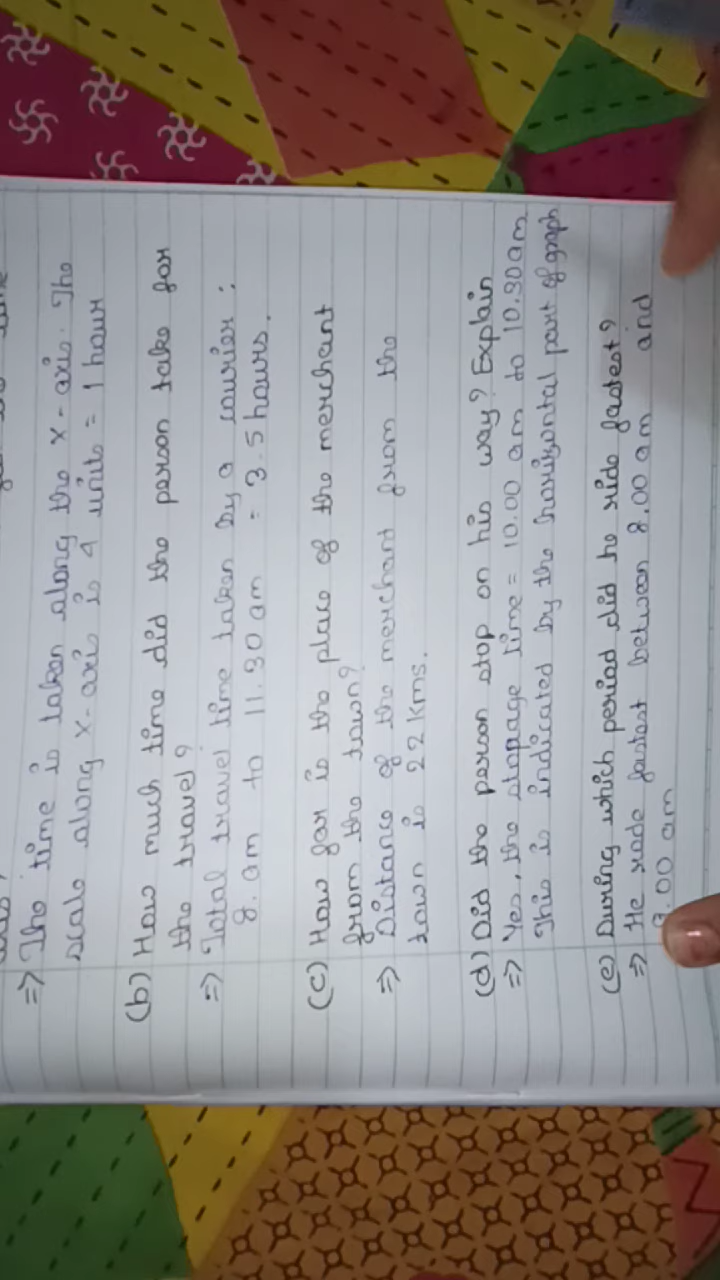 => The time is taken along the x-axis. The
scale along x-axis is 4 units = 1 hour
(b) How much time did the person take for
the travel?
=> Total travel time taken by a courier:
8. am to 11.30 am = 3.5 hours.
(c) How far is the place of the merchant
from the town?
=> Distance of the merchant from the
town is 22 kms.
(d) Did the person stop on his way? Explain
=> Yes, the stopage time = 10.00 am to 10.30 am
This is indicated by the horizontal part of graph
(e) During which period did he ride fastest?
=> He rode fastest between 8.00 am and
9.00 am